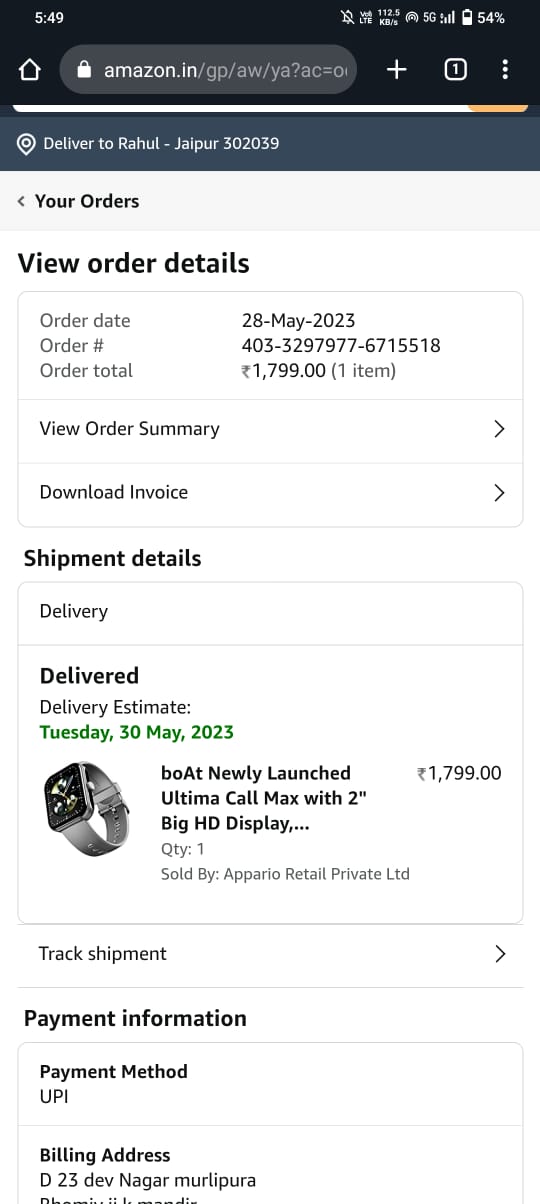 5:49
Vo) LTE 112.5 KB/s 5G 54%
amazon.in/gp/aw/ya?ac=o
1
Deliver to Rahul - Jaipur 302039
Your Orders
View order details
Order date 28-May-2023
Order # 403-3297977-6715518
Order total ₹1,799.00 (1 item)
View Order Summary
Download Invoice
Shipment details
Delivery
Delivered
Delivery Estimate:
Tuesday, 30 May, 2023
boAt Newly Launched ₹1,799.00
Ultima Call Max with 2"
Big HD Display,...
Qty: 1
Sold By: Appario Retail Private Ltd
Track shipment
Payment information
Payment Method
UPI
Billing Address
D 23 dev Nagar murlipura